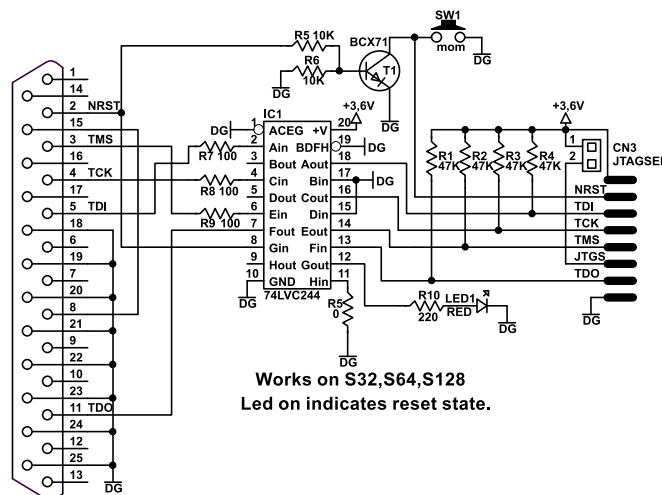 SW1
BCX71
R5 10K
mom
DG
R6
10K
T1
DG
DG
DG
1
14
2 NRST
15
3 TMS
16
4 TCK
17
5 TDI
18
6
19
7
20
8
21
9
22
10
23
11 TDO
24
12
25
13
DG
IC1
DG
1 ACEG +V 20
+3,6V
2 Ain BDFH 19
DG
R7 100
3 Bout Aout 18
4 Cin Bin 17
DG
R8 100
5 Dout Cout 16
6 Ein Din 15
R9 100
7 Fout Eout 14
8 Gin Fin 13
9 Hout Gout 12
10 GND Hin 11
74LVC244
DG
R5
0
DG
R10
220
LED1
RED
DG
+3,6V
R1
47K
R2
47K
R3
47K
R4
47K
1
2
CN3
JTAGSEL
NRST
TDI
TCK
TMS
JTGS
TDO
DG
Works on S32,S64,S128
Led on indicates reset state.